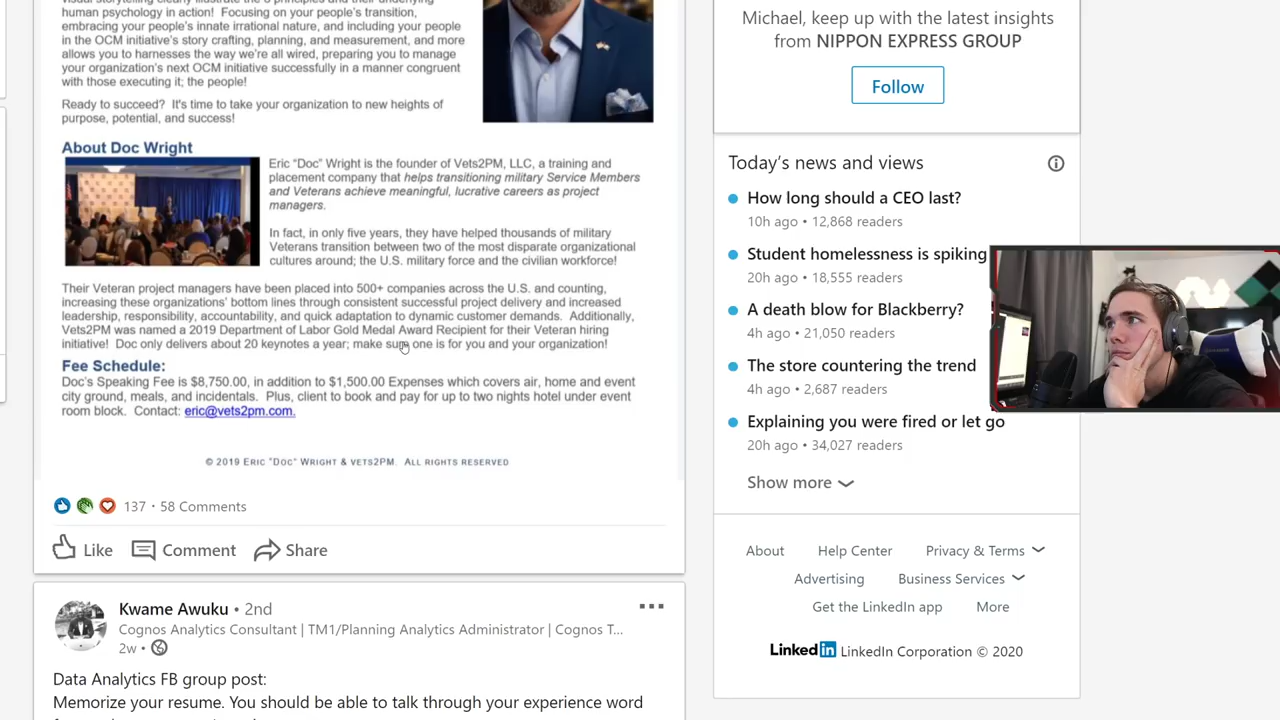 human psychology in action! Focusing on your people's transition,
embracing your people's innate irrational nature, and including your people
in the OCM initiative's story crafting, planning, and measurement, and more
allows you to harnesses the way we're all wired, preparing you to manage
your organization's next OCM initiative successfully in a manner congruent
with those executing it; the people!
Ready to succeed? It's time to take your organization to new heights of
purpose, potential, and success!
About Doc Wright
Eric "Doc" Wright is the founder of Vets2PM, LLC, a training and
placement company that helps transitioning military Service Members
and Veterans achieve meaningful, lucrative careers as project
managers.
In fact, in only five years, they have helped thousands of military
Veterans transition between two of the most disparate organizational
cultures around; the U.S. military force and the civilian workforce!
Their Veteran project managers have been placed into 500+ companies across the U.S. and counting,
increasing these organizations' bottom lines through consistent successful project delivery and increased
leadership, responsibility, accountability, and quick adaptation to dynamic customer demands. Additionally,
Vets2PM was named a 2019 Department of Labor Gold Medal Award Recipient for their Veteran hiring
initiative! Doc only delivers about 20 keynotes a year; make sure one is for you and your organization!
Fee Schedule:
Doc's Speaking Fee is $8,750.00, in addition to $1,500.00 Expenses which covers air, home and event
city ground, meals, and incidentals. Plus, client to book and pay for up to two nights hotel under event
room block. Contact: eric@vets2pm.com.
© 2019 Eric "Doc" Wright & vets2PM. All Rights Reserved
137 · 58 Comments
Like Comment Share
Kwame Awuku • 2nd
Cognos Analytics Consultant | TM1/Planning Analytics Administrator | Cognos T...
2w •
Data Analytics FB group post:
Memorize your resume. You should be able to talk through your experience word
Michael, keep up with the latest insights
from NIPPON EXPRESS GROUP
Follow
Today's news and views
How long should a CEO last?
10h ago • 12,868 readers
Student homelessness is spiking
20h ago • 18,555 readers
A death blow for Blackberry?
4h ago • 21,050 readers
The store countering the trend
4h ago • 2,687 readers
Explaining you were fired or let go
20h ago • 34,027 readers
Show more
About Help Center Privacy & Terms
Advertising Business Services
Get the LinkedIn app More
LinkedIn LinkedIn Corporation © 2020